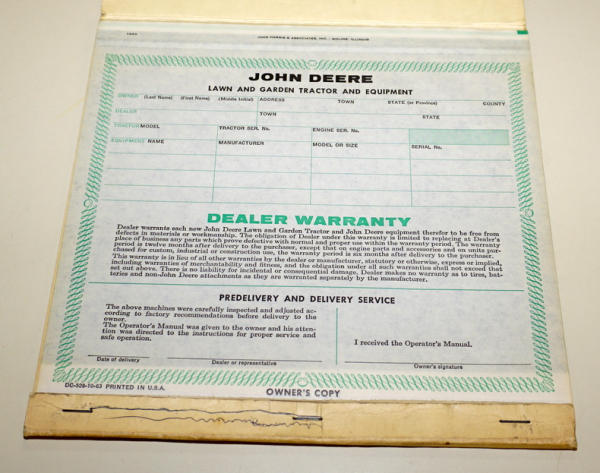 1963
JOHN HARRIS & ASSOCIATES, INC. - MOLINE, ILLINOIS
JOHN DEERE
LAWN AND GARDEN TRACTOR AND EQUIPMENT
OWNER (Last Name) (First Name) (Middle Initial) ADDRESS TOWN STATE (or Province) COUNTY
DEALER TOWN STATE
TRACTOR MODEL TRACTOR SER. No. ENGINE SER. No.
EQUIPMENT NAME MANUFACTURER MODEL OR SIZE SERIAL No.
DEALER WARRANTY
Dealer warrants each new John Deere Lawn and Garden Tractor and John Deere equipment therefor to be free from
defects in materials or workmanship. The obligation of Dealer under this warranty is limited to replacing at Dealer's
place of business any parts which prove defective with normal and proper use within the warranty period. The warranty
period is twelve months after delivery to the purchaser, except that on engine parts and accessories and on units pur-
chased for custom, industrial or commercial use, the warranty period is six months after delivery to the purchaser.
This warranty is in lieu of all other warranties by the dealer or manufacturer, statutory or otherwise, express or implied,
including warranties of merchantability and fitness, and the obligation under all such warranties shall not exceed that
set out above. There is no liability for incidental or consequential damage. Dealer makes no warranty as to tires, bat-
teries and non-John Deere attachments as they are warranted separately by the manufacturer.
PREDELIVERY AND DELIVERY SERVICE
The above machines were carefully inspected and adjusted ac-
cording to factory recommendations before delivery to the
owner.
The Operator's Manual was given to the owner and his atten-
tion was directed to the instructions for proper service and
safe operation.
I received the Operator's Manual.
Date of delivery Dealer or representative Owner's signature
DC-529-10-63 PRINTED IN U.S.A.
OWNER'S COPY